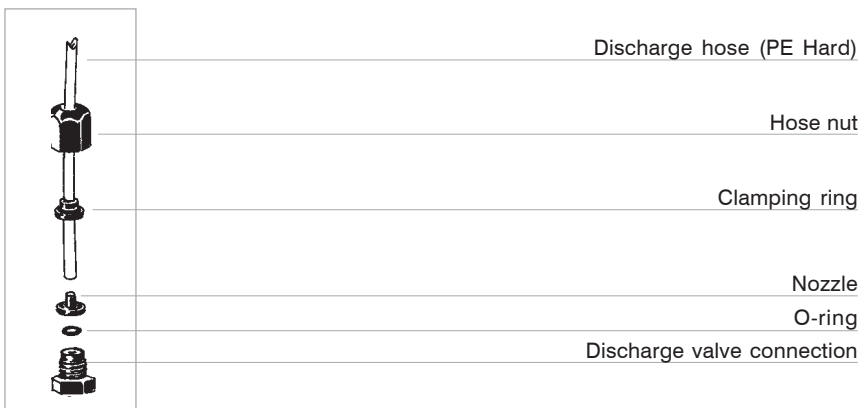 Discharge hose (PE Hard)
Hose nut
Clamping ring
Nozzle
O-ring
Discharge valve connection